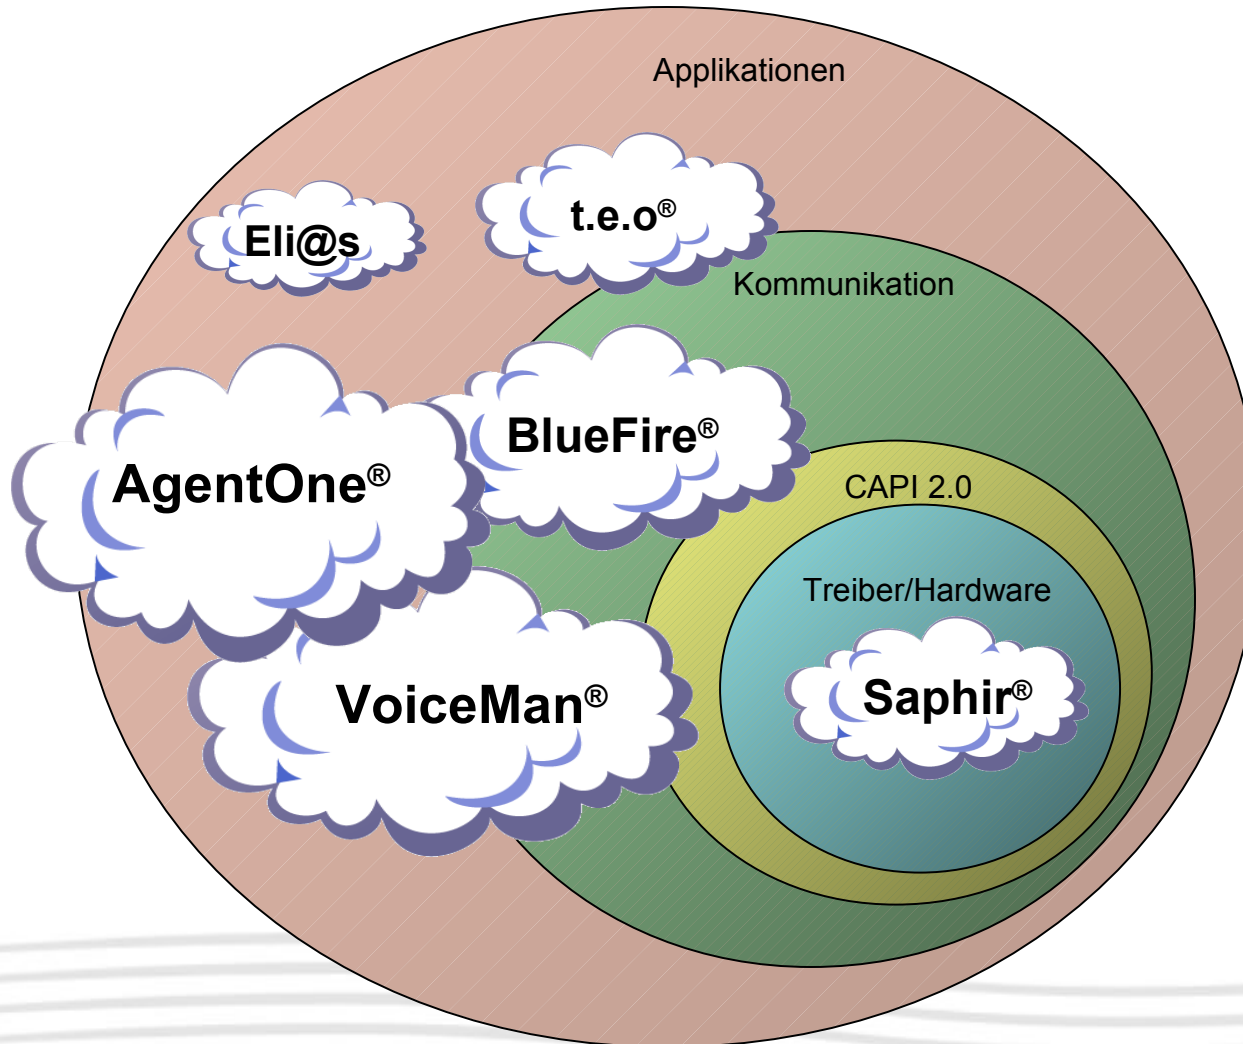 Applikationen
t.e.o®
Eli@s
Kommunikation
BlueFire®
AgentOne®
CAPI 2.0
Treiber/Hardware
VoiceMan®
Saphir®